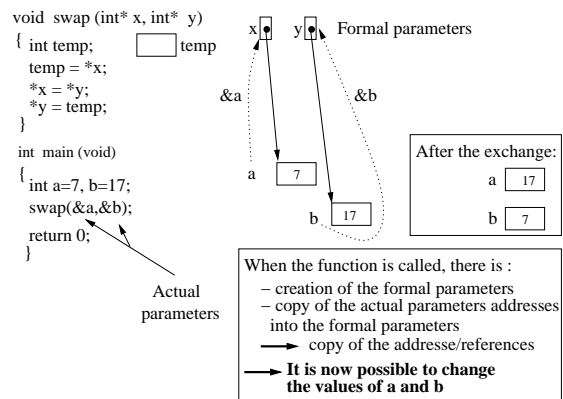 void swap (int* x, int* y)
{ int temp;
temp
temp = *x;
*x = *y;
*y = temp;
}
int main (void)
{
int a=7, b=17;
swap(&a,&b);
return 0;
}
Actual
parameters
x
y
Formal parameters
&a
&b
a
7
b
17
After the exchange:
a 17
b 7
When the function is called, there is :
– creation of the formal parameters
– copy of the actual parameters addresses
into the formal parameters
copy of the addresse/references
It is now possible to change
the values of a and b